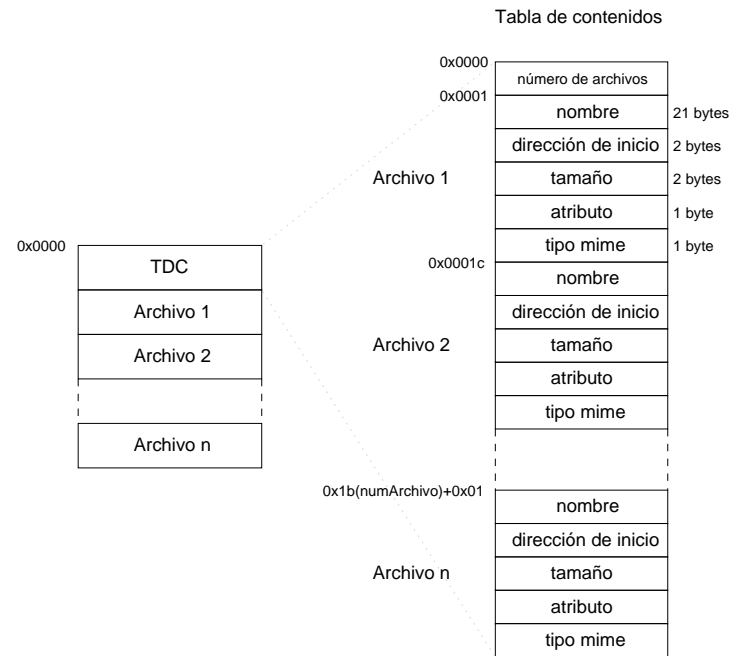 Tabla de contenidos
0x0000
número de archivos
0x0001
nombre 21 bytes
dirección de inicio 2 bytes
Archivo 1 tamaño 2 bytes
atributo 1 byte
0x0000 tipo mime 1 byte
TDC 0x0001c nombre
Archivo 1 dirección de inicio
Archivo 2 Archivo 2 tamaño
atributo
tipo mime
Archivo n
0x1b(numArchivo)+0x01
nombre
dirección de inicio
Archivo n tamaño
atributo
tipo mime